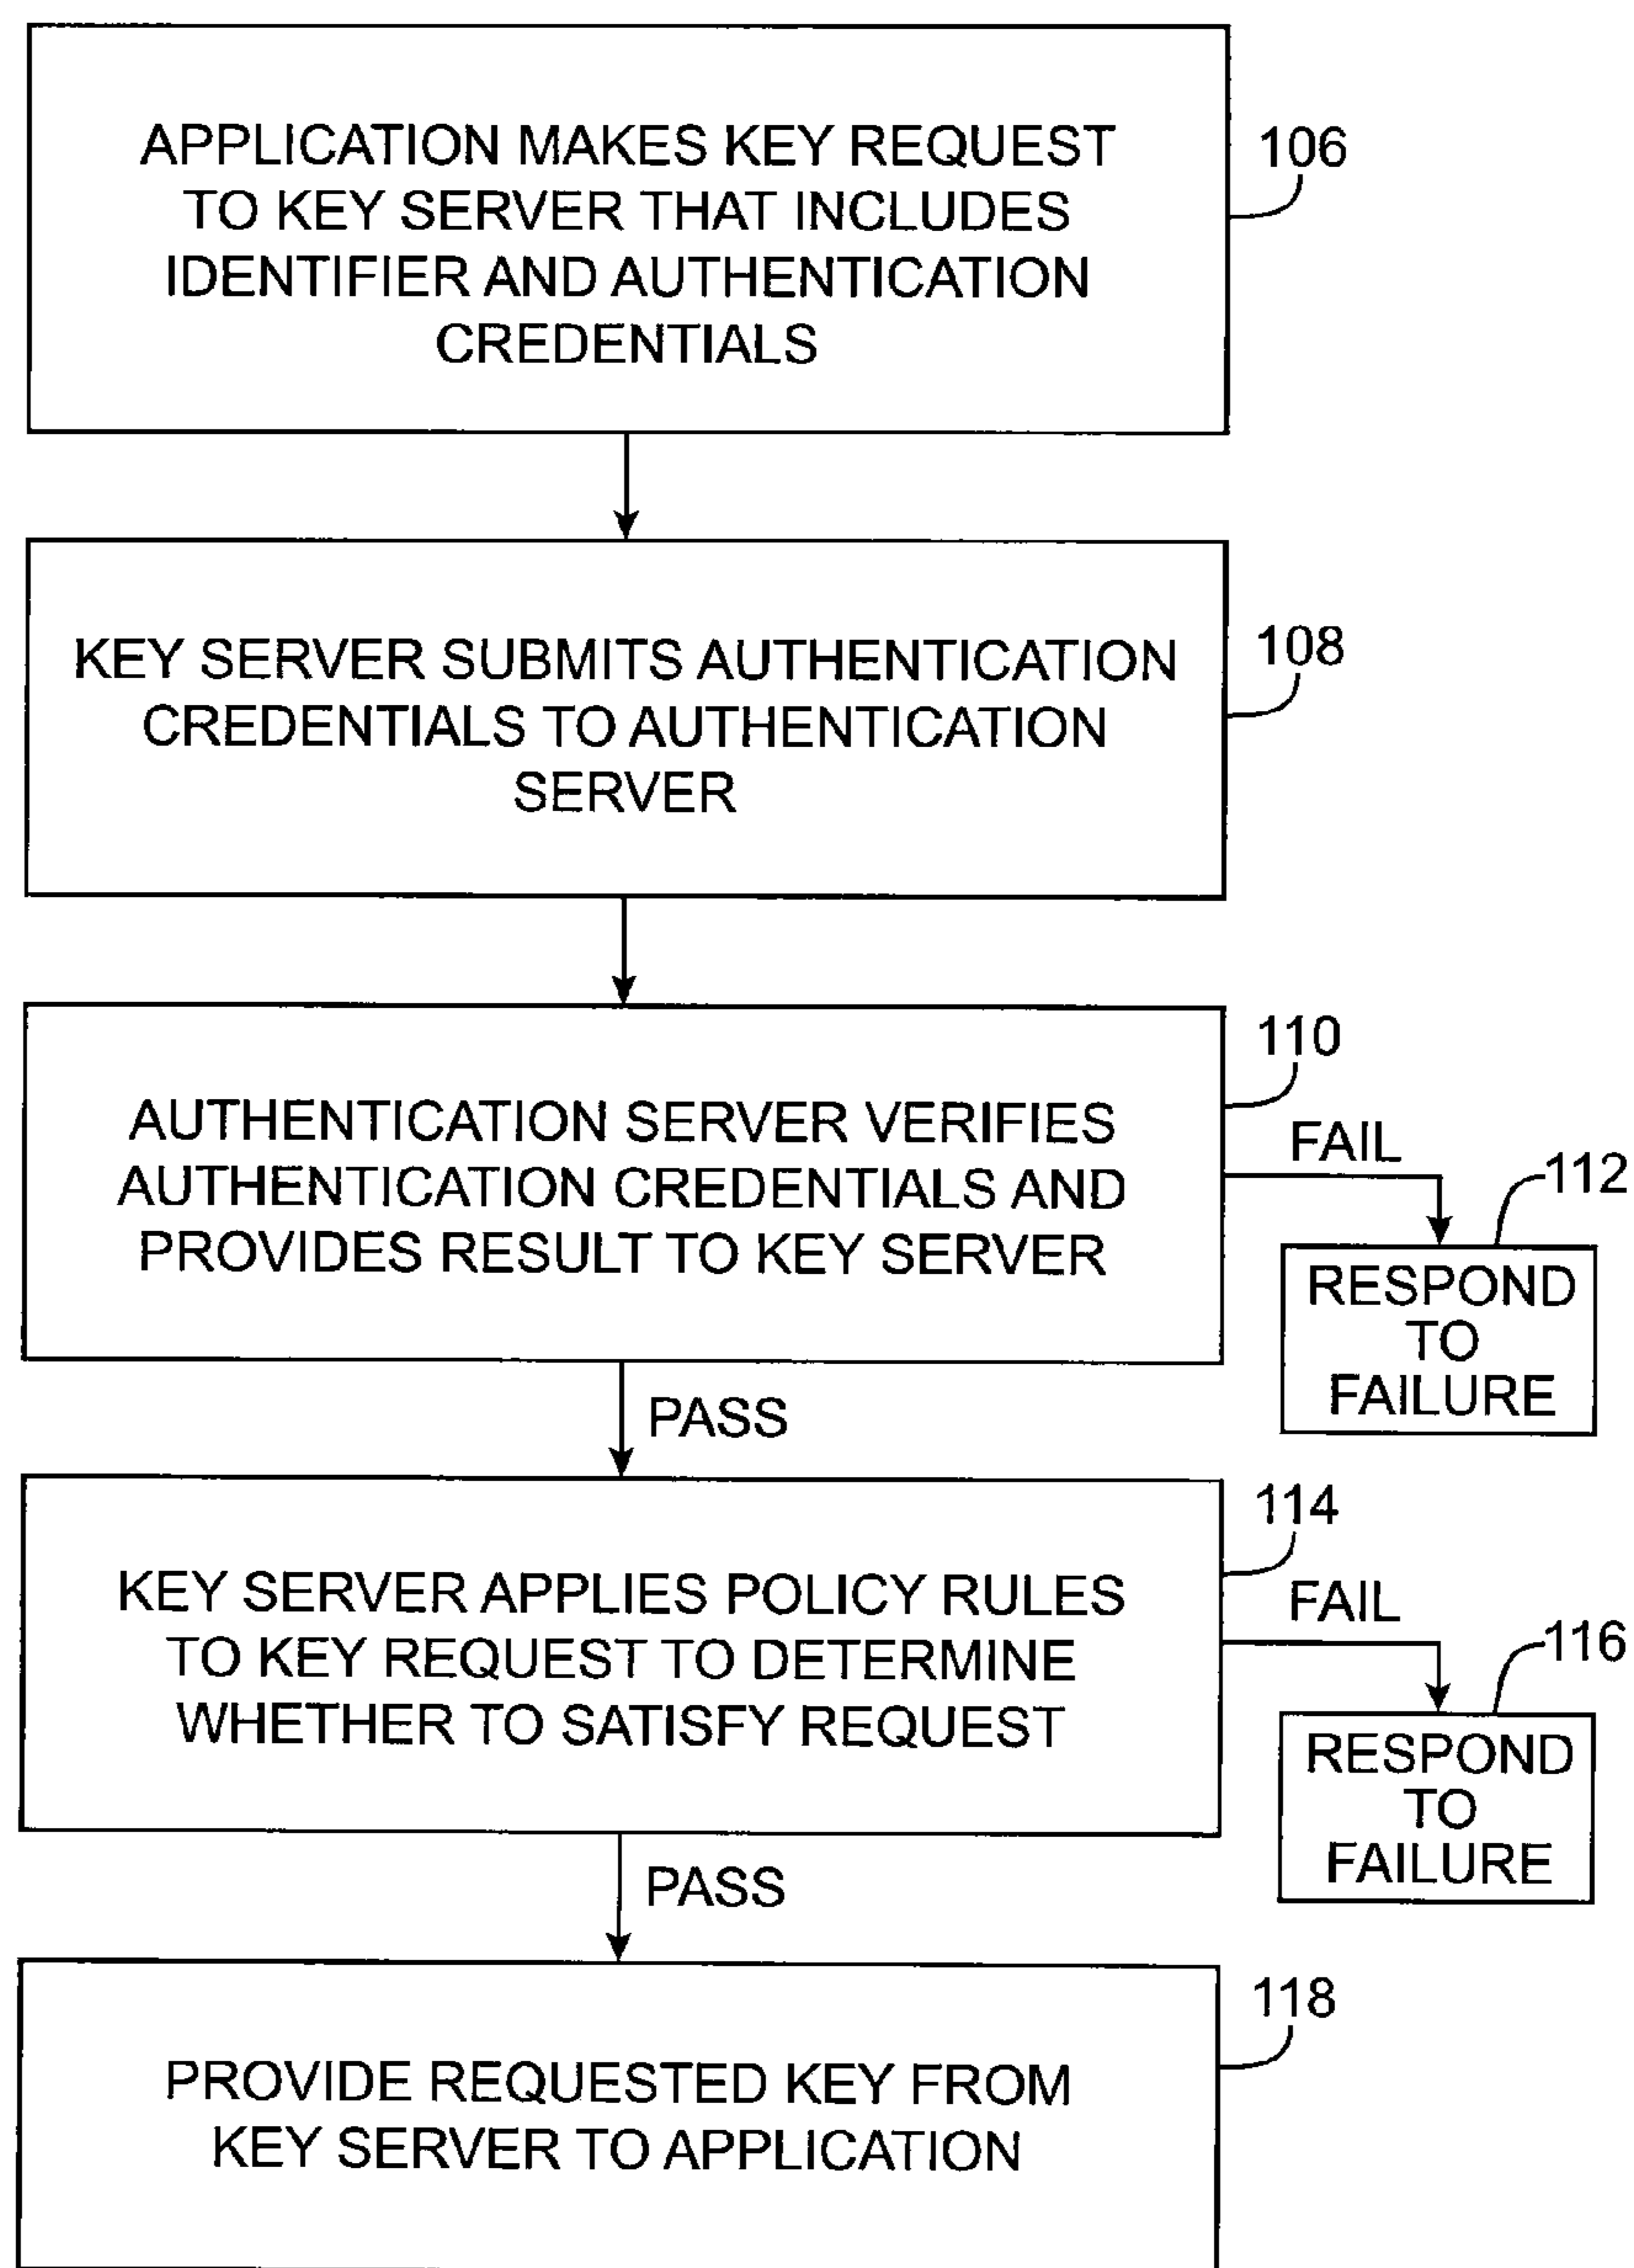 APPLICATION MAKES KEY REQUEST
TO KEY SERVER THAT INCLUDES
IDENTIFIER AND AUTHENTICATION
CREDENTIALS
106
KEY SERVER SUBMITS AUTHENTICATION
CREDENTIALS TO AUTHENTICATION
SERVER
108
AUTHENTICATION SERVER VERIFIES
AUTHENTICATION CREDENTIALS AND
PROVIDES RESULT TO KEY SERVER
110
FAIL
112
RESPOND
TO
FAILURE
PASS
KEY SERVER APPLIES POLICY RULES
TO KEY REQUEST TO DETERMINE
WHETHER TO SATISFY REQUEST
114
FAIL
116
RESPOND
TO
FAILURE
PASS
PROVIDE REQUESTED KEY FROM
KEY SERVER TO APPLICATION
118